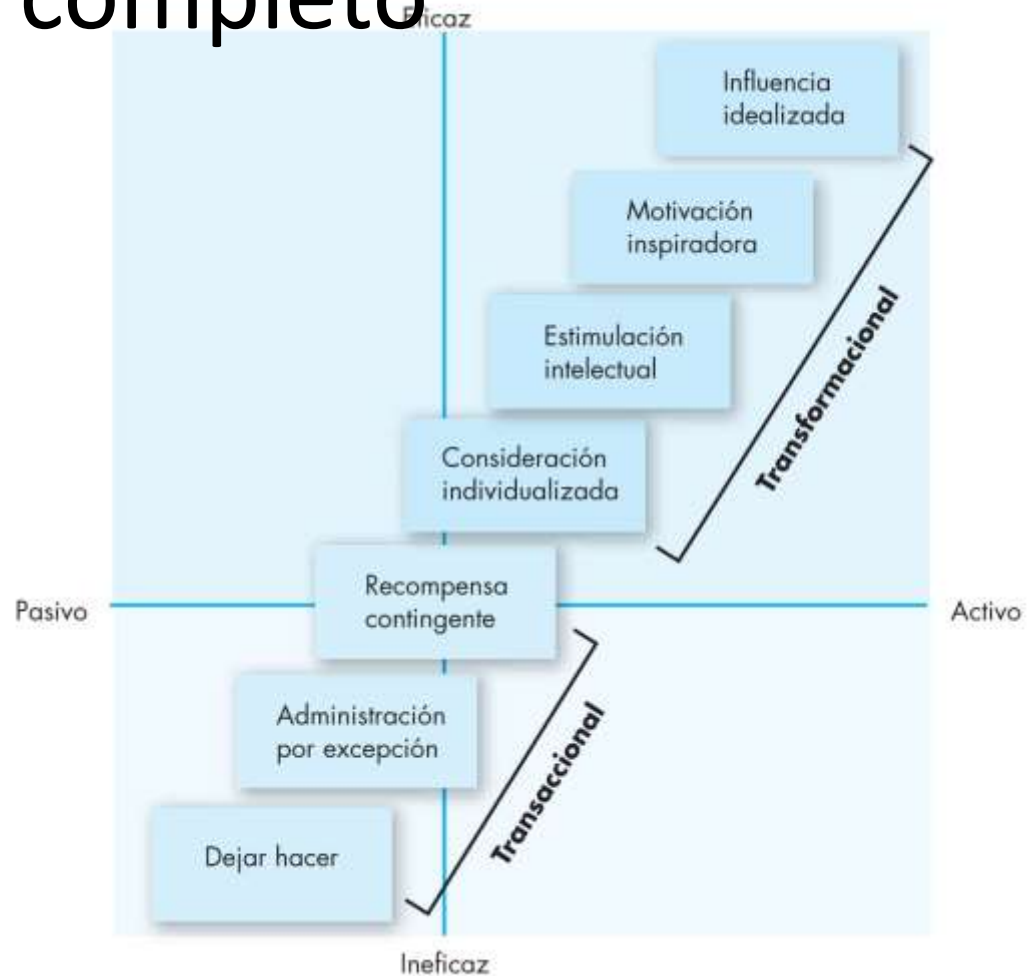 completo
Eficaz
Influencia
idealizada
Motivación
inspiradora
Estimulación
intelectual
Transformacional
Consideración
individualizada
Recompensa
contingente
Pasivo
Activo
Administración
por excepción
Transaccional
Dejar hacer
Ineficaz